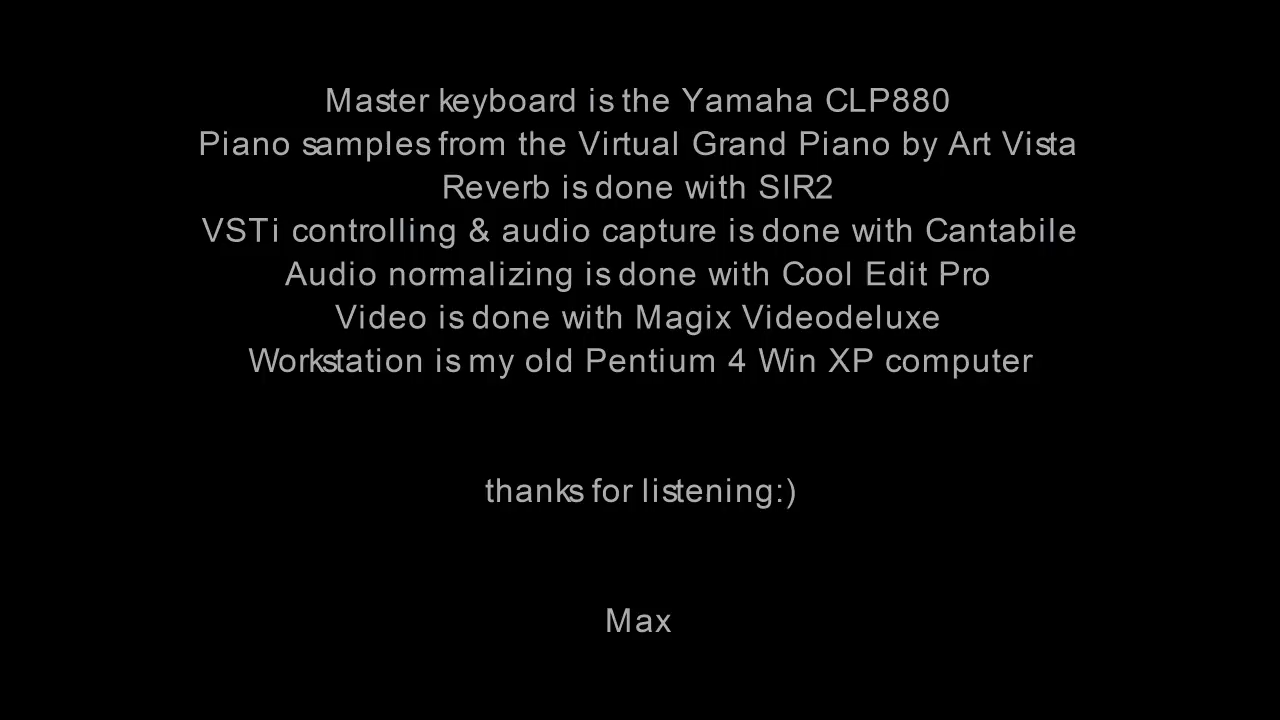 Master keyboard is the Yamaha CLP880
Piano samples from the Virtual Grand Piano by Art Vista
Reverb is done with SIR2
VSTi controlling & audio capture is done with Cantabile
Audio normalizing is done with Cool Edit Pro
Video is done with Magix Videodeluxe
Workstation is my old Pentium 4 Win XP computer
thanks for listening:)
Max